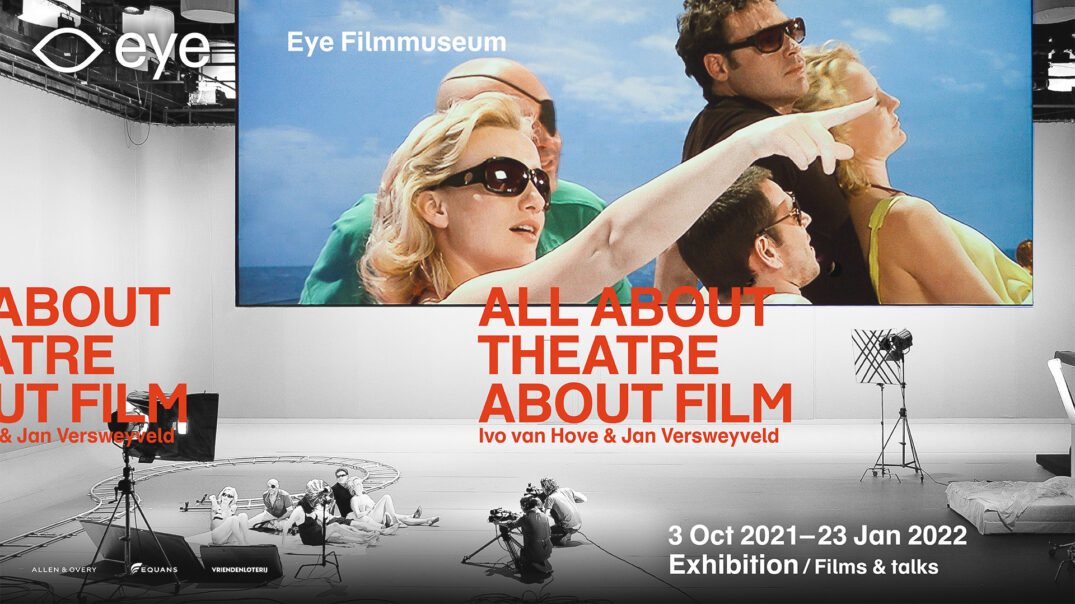 eye
Eye Filmmuseum
ABOUT
ATRE
UT FILM
& Jan Versweyveld
ALL ABOUT
THEATRE
ABOUT FILM
Ivo van Hove & Jan Versweyveld
3 Oct 2021–23 Jan 2022
Exhibition / Films & talks
ALLEN & OVERY
EQUANS
VRIENDENLOTERIJ